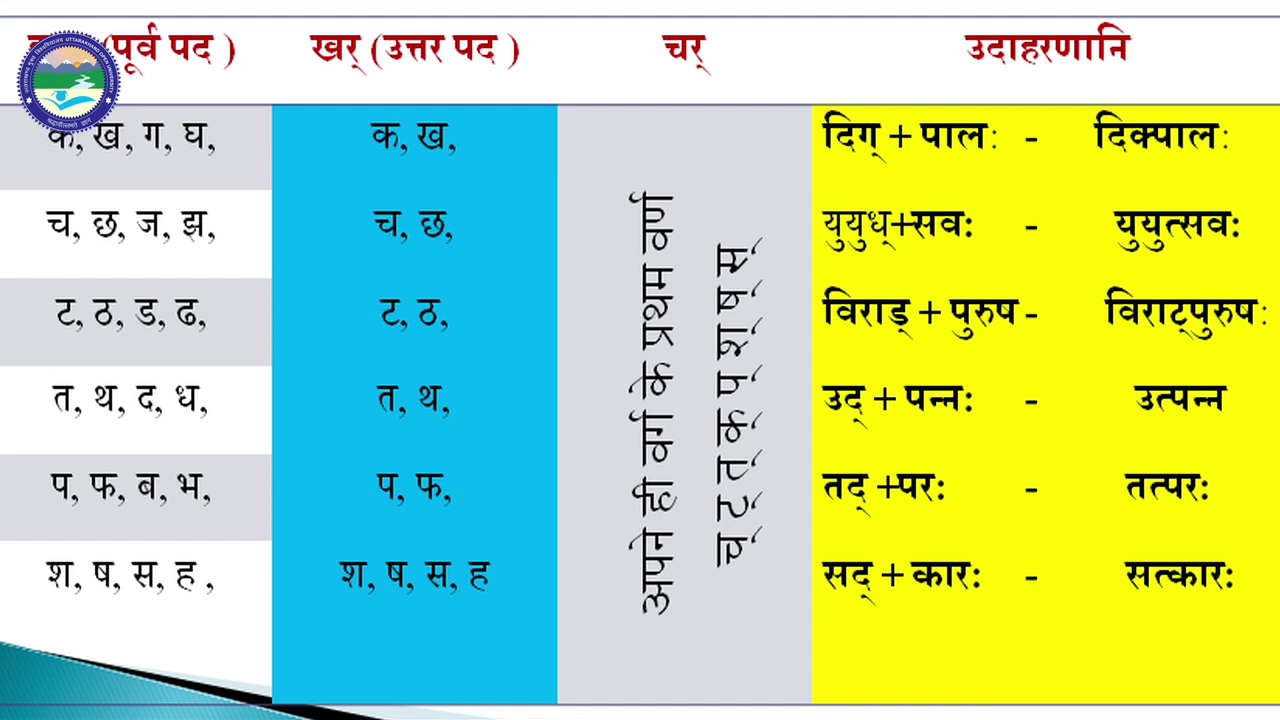 (पूर्व पद ) खर् (उत्तर पद ) चर् उदाहरणानि
क, ख, ग, घ, क, ख, दिग् + पालः - दिक्पालः
च, छ, ज, झ, च, छ, युयुध्+सवः - युयुत्सवः
ट, ठ, ड, ढ, ट, ठ, विराड् + पुरुष - विराट्पुरुषः
त, थ, द, ध, त, थ, उद् + पन्नः - उत्पन्न
प, फ, ब, भ, प, फ, तद् +परः - तत्परः
श, ष, स, ह , श, ष, स, ह सद् + कारः - सत्कारः
अपने ही वर्ग के प्रथम वर्ण
च् ट् त् क् प् श् ष् स्